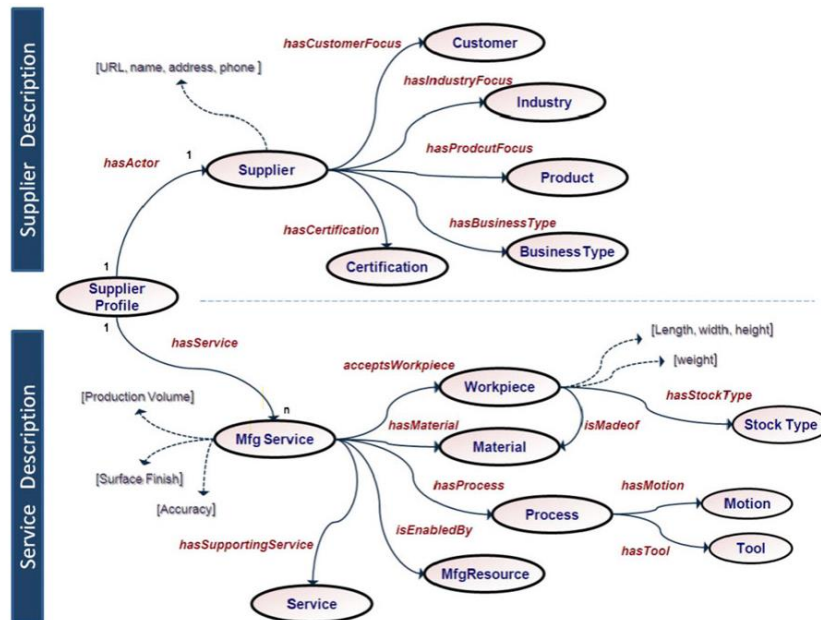 Supplier Description
hasCustomerFocus
Customer
[URL, name, address, phone ]
hasIndustryFocus
Industry
hasActor
1
Supplier
hasProdcutFocus
Product
hasCertification
hasBusinessType
Certification
BusinessType
1
Supplier
Profile
1
Service Description
hasService
[Length, width, height]
acceptsWorkpiece
[weight]
Workpiece
hasStockType
[Production Volume]
n
hasMaterial
isMadeof
Stock Type
Mfg Service
Material
[Surface Finish]
hasProcess
hasMotion
Motion
[Accuracy]
Process
hasSupportingService
isEnabledBy
hasTool
Tool
MfgResource
Service